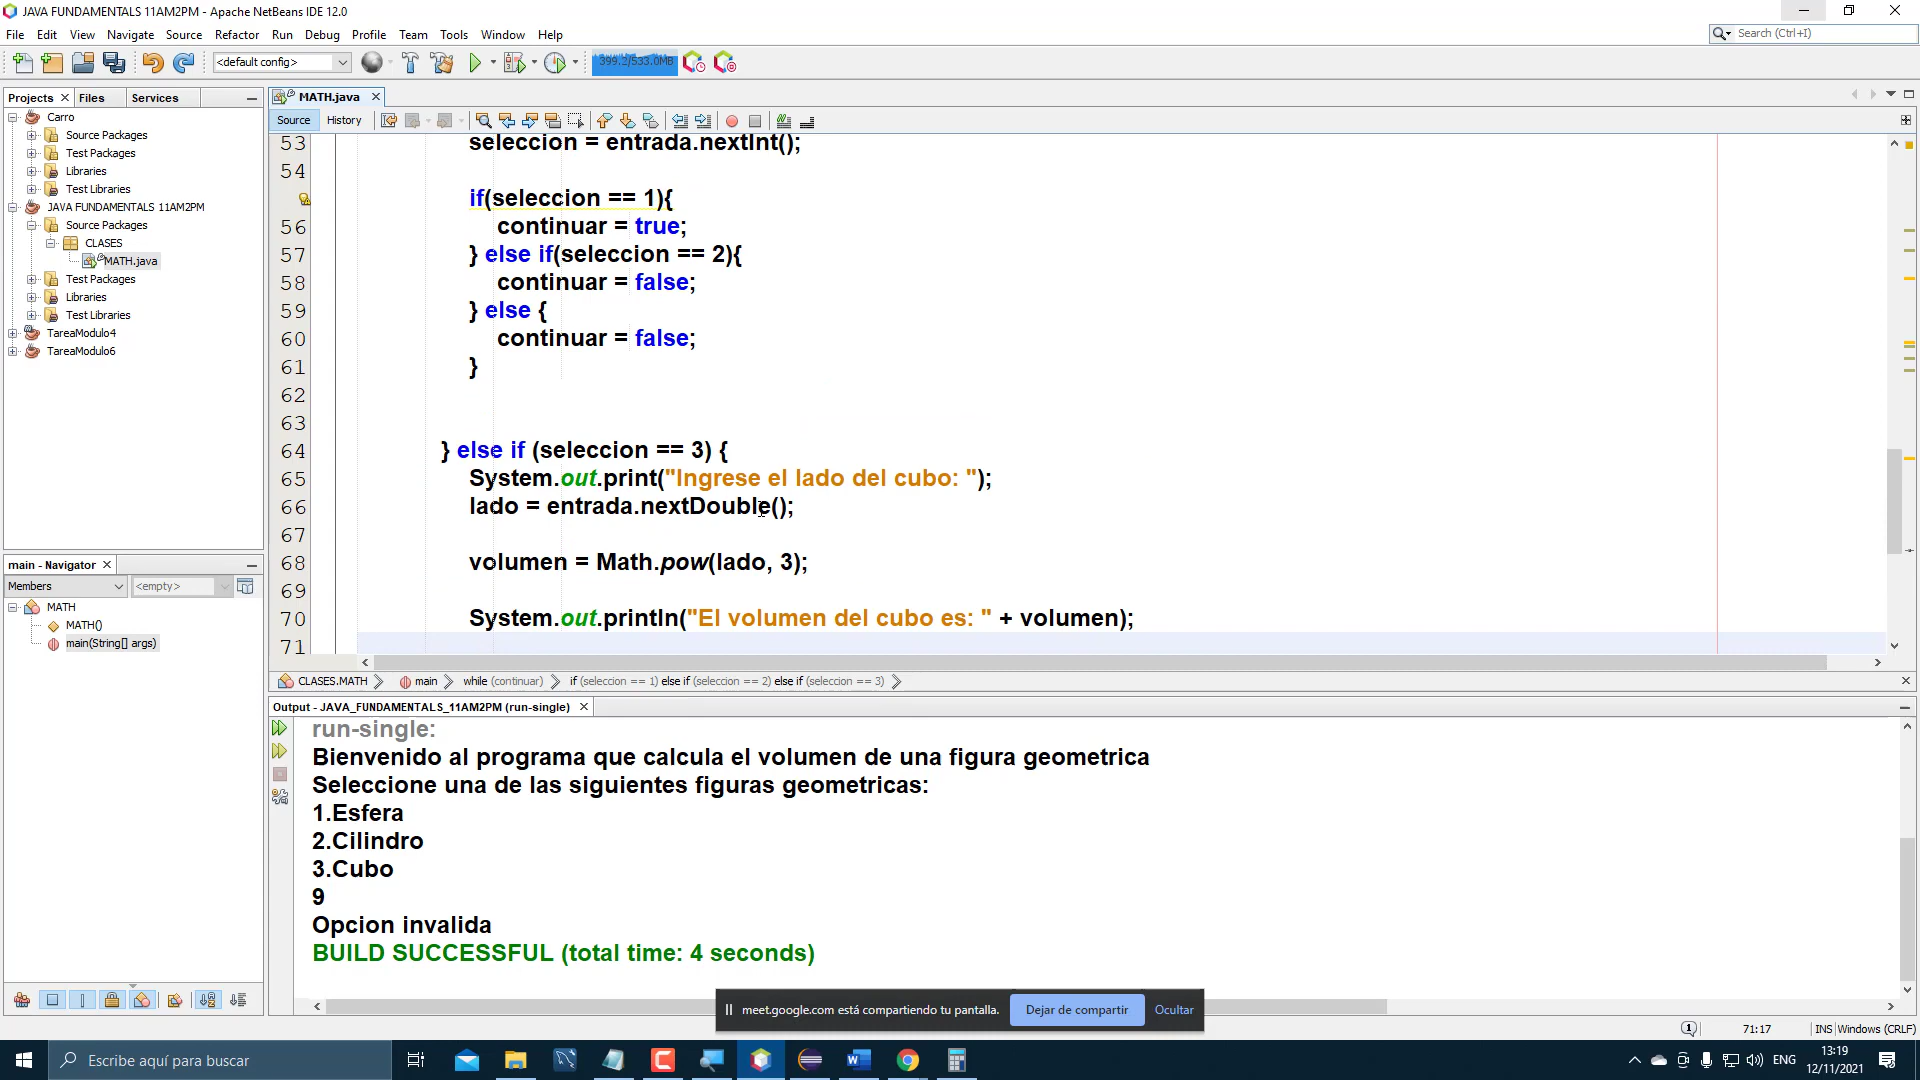 JAVA FUNDAMENTALS 11AM2PM - Apache NetBeans IDE 12.0
File Edit View Navigate Source Refactor Run Debug Profile Team Tools Window Help
Search (Ctrl+I)
<default config>
399.2/533.0MB
Projects Files Services
MATH.java
Carro
Source Packages
Test Packages
Libraries
Test Libraries
JAVA FUNDAMENTALS 11AM2PM
Source Packages
CLASES
MATH.java
Test Packages
Libraries
Test Libraries
TareaModulo4
TareaModulo6
Source History
53 seleccion = entrada.nextInt();
54
if(seleccion == 1){
56 continuar = true;
57 } else if(seleccion == 2){
58 continuar = false;
59 } else {
60 continuar = false;
61 }
62
63
64 } else if (seleccion == 3) {
65 System.out.print("Ingrese el lado del cubo: ");
66 lado = entrada.nextDouble();
67
68 volumen = Math.pow(lado, 3);
69
70 System.out.println("El volumen del cubo es: " + volumen);
71
CLASES.MATH main while (continuar) if (seleccion == 1) else if (seleccion == 2) else if (seleccion == 3)
main - Navigator
Members <empty>
MATH
MATH()
main(String[] args)
Output - JAVA_FUNDAMENTALS_11AM2PM (run-single)
run-single:
Bienvenido al programa que calcula el volumen de una figura geometrica
Seleccione una de las siguientes figuras geometricas:
1.Esfera
2.Cilindro
3.Cubo
9
Opcion invalida
BUILD SUCCESSFUL (total time: 4 seconds)
meet.google.com está compartiendo tu pantalla. Dejar de compartir Ocultar
1 71:17 INS Windows (CRLF)
Escribe aquí para buscar
ENG
13:19
12/11/2021